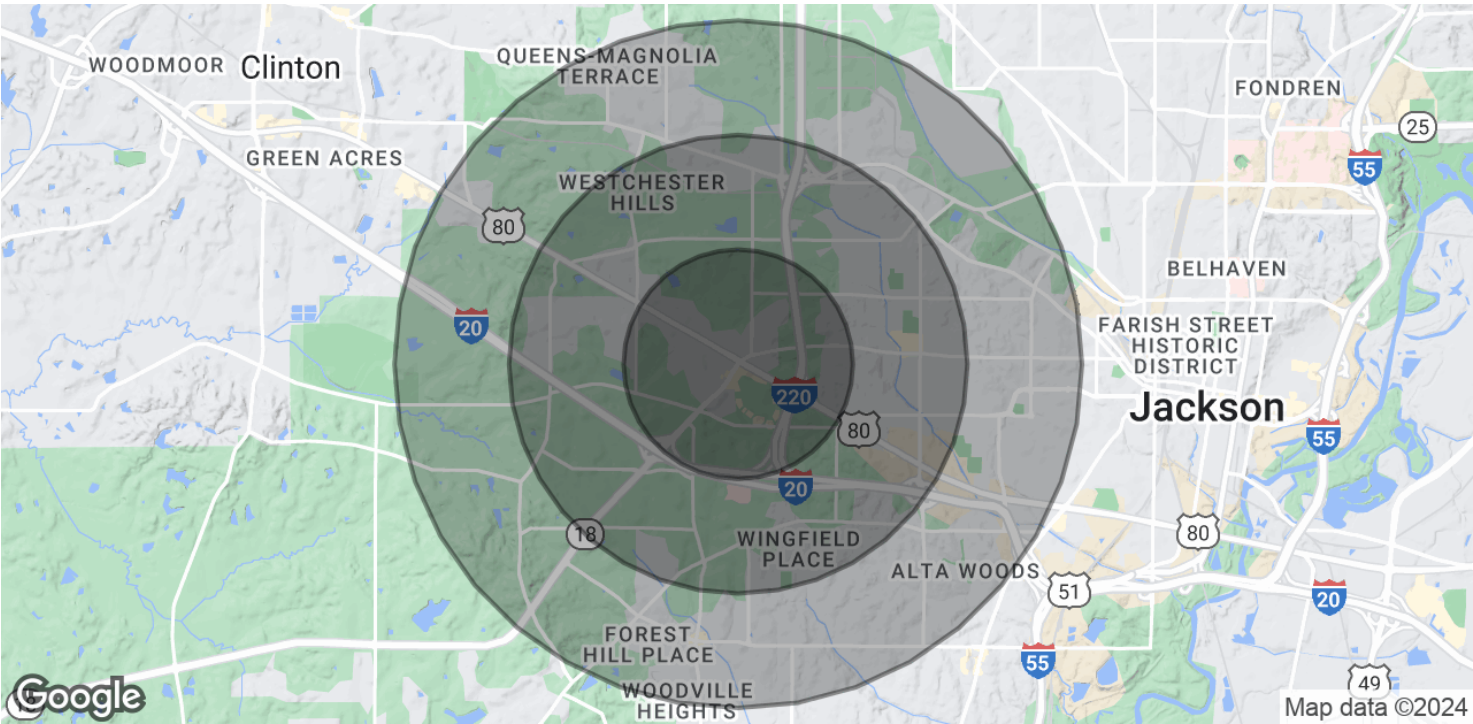 QUEENS-MAGNOLIA
TERRACE
WOODMOOR
Clinton
FONDREN
25
GREEN ACRES
55
WESTCHESTER
HILLS
80
BELHAVEN
20
FARISH STREET
HISTORIC
DISTRICT
220
Jackson
80
55
20
18
WINGFIELD
PLACE
80
ALTA WOODS
51
20
FOREST
HILL PLACE
55
49
WOODVILLE
HEIGHTS
Google
Map data ©2024